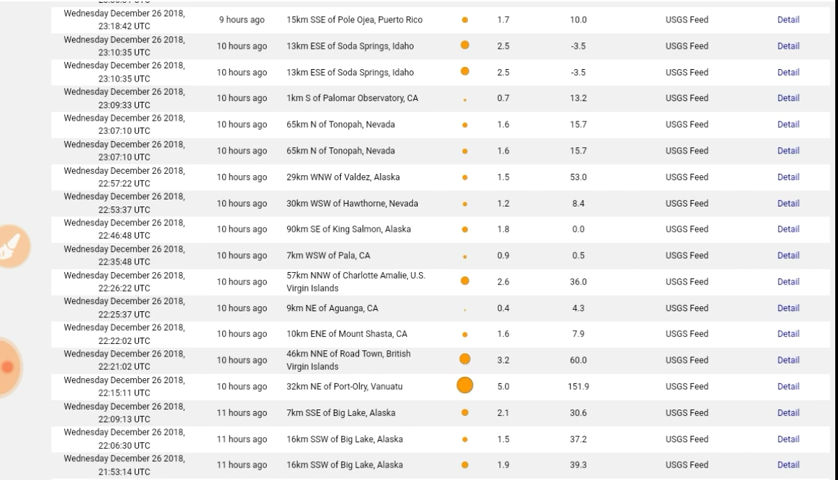 Wednesday December 26 2018,
23:18:42 UTC 9 hours ago 15km SSE of Pole Ojea, Puerto Rico 1.7 10.0 USGS Feed Detail
Wednesday December 26 2018,
23:10:35 UTC 10 hours ago 13km ESE of Soda Springs, Idaho 2.5 -3.5 USGS Feed Detail
Wednesday December 26 2018,
23:10:35 UTC 10 hours ago 13km ESE of Soda Springs, Idaho 2.5 -3.5 USGS Feed Detail
Wednesday December 26 2018,
23:09:33 UTC 10 hours ago 1km S of Palomar Observatory, CA 0.7 13.2 USGS Feed Detail
Wednesday December 26 2018,
23:07:10 UTC 10 hours ago 65km N of Tonopah, Nevada 1.6 15.7 USGS Feed Detail
Wednesday December 26 2018,
23:07:10 UTC 10 hours ago 65km N of Tonopah, Nevada 1.6 15.7 USGS Feed Detail
Wednesday December 26 2018,
22:57:22 UTC 10 hours ago 29km WNW of Valdez, Alaska 1.5 53.0 USGS Feed Detail
Wednesday December 26 2018,
22:53:37 UTC 10 hours ago 30km WSW of Hawthorne, Nevada 1.2 8.4 USGS Feed Detail
Wednesday December 26 2018,
22:46:48 UTC 10 hours ago 90km SE of King Salmon, Alaska 1.8 0.0 USGS Feed Detail
Wednesday December 26 2018,
22:35:48 UTC 10 hours ago 7km WSW of Pala, CA 0.9 0.5 USGS Feed Detail
Wednesday December 26 2018,
22:26:22 UTC 10 hours ago 57km NNW of Charlotte Amalie, U.S.
Virgin Islands 2.6 36.0 USGS Feed Detail
Wednesday December 26 2018,
22:25:37 UTC 10 hours ago 9km NE of Aguanga, CA 0.4 4.3 USGS Feed Detail
Wednesday December 26 2018,
22:22:02 UTC 10 hours ago 10km ENE of Mount Shasta, CA 1.6 7.9 USGS Feed Detail
Wednesday December 26 2018,
22:21:02 UTC 10 hours ago 46km NNE of Road Town, British
Virgin Islands 3.2 60.0 USGS Feed Detail
Wednesday December 26 2018,
22:15:11 UTC 10 hours ago 32km NE of Port-Olry, Vanuatu 5.0 151.9 USGS Feed Detail
Wednesday December 26 2018,
22:09:13 UTC 11 hours ago 7km SSE of Big Lake, Alaska 2.1 30.6 USGS Feed Detail
Wednesday December 26 2018,
22:06:30 UTC 11 hours ago 16km SSW of Big Lake, Alaska 1.5 37.2 USGS Feed Detail
Wednesday December 26 2018,
21:53:14 UTC 11 hours ago 16km SSW of Big Lake, Alaska 1.9 39.3 USGS Feed Detail